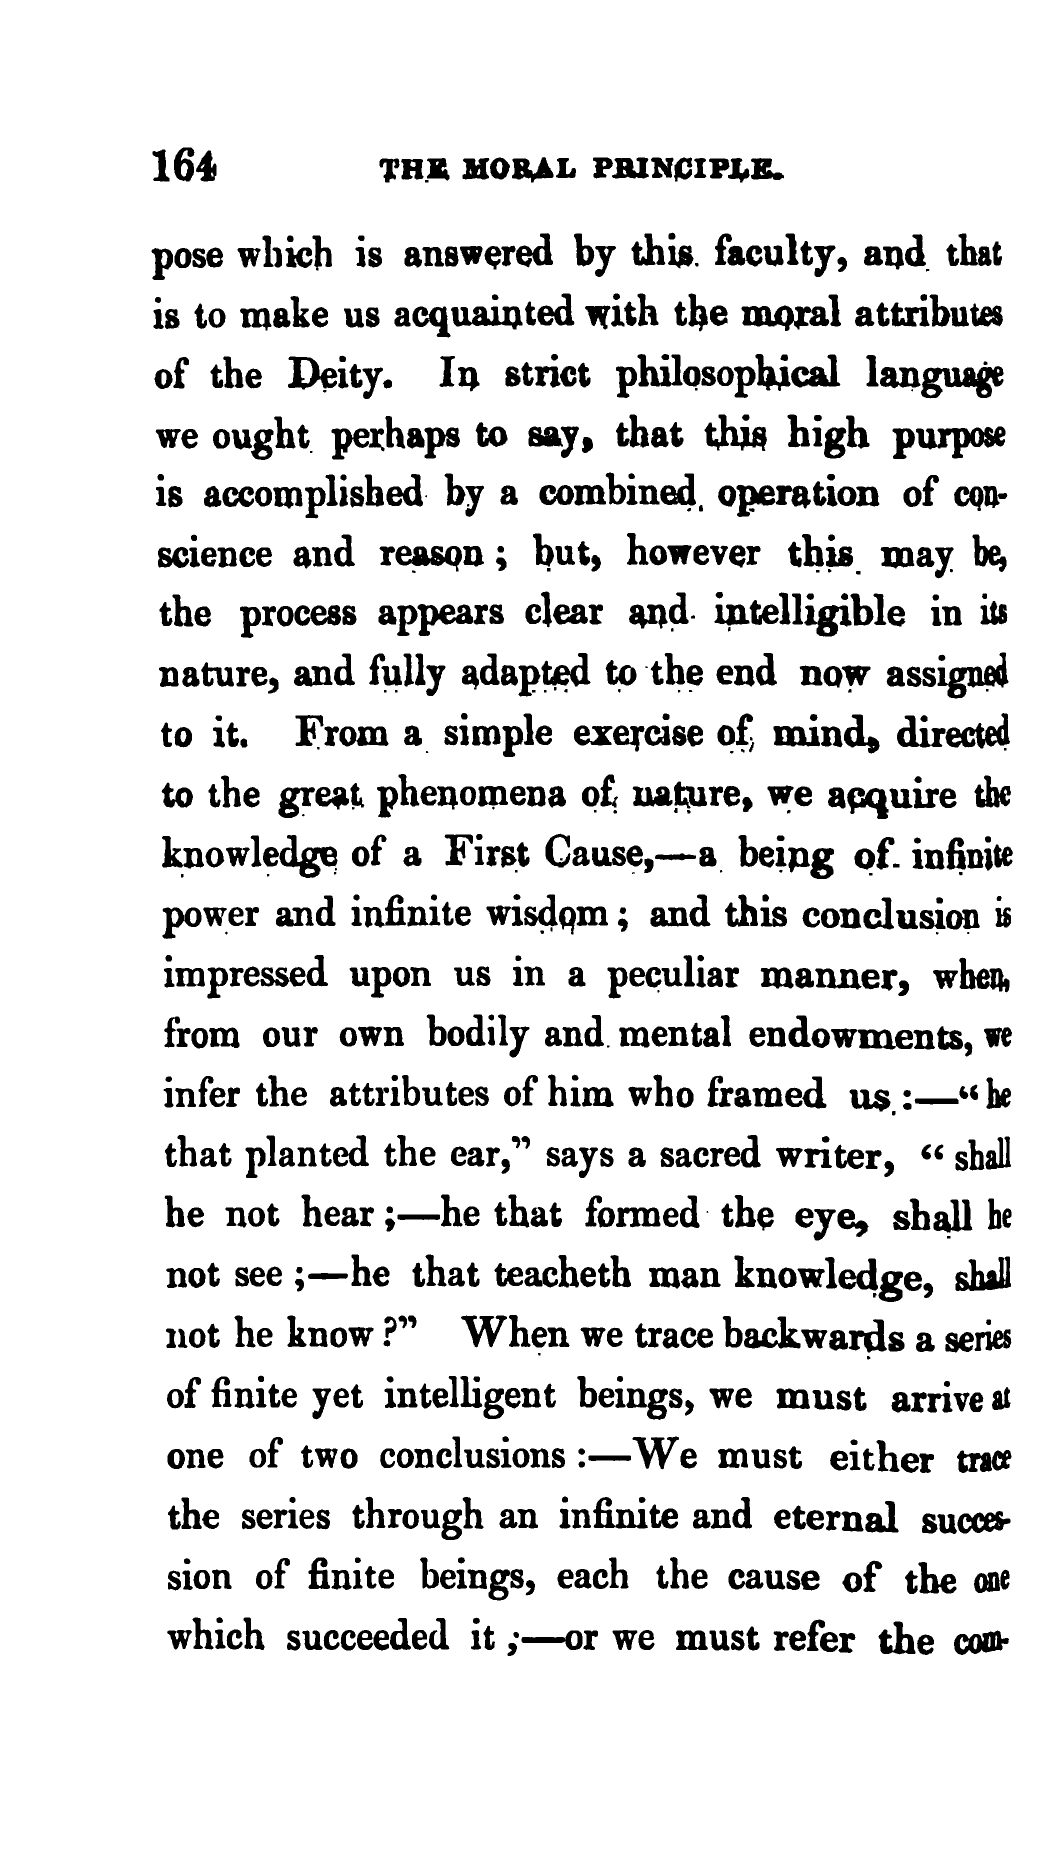 164 THE MORAL PRINCIPLE.
pose which is answered by this faculty, and that
is to make us acquainted with the moral attributes
of the Deity. In strict philosophical language
we ought perhaps to say, that this high purpose
is accomplished by a combined operation of con-
science and reason ; but, however this may be,
the process appears clear and intelligible in its
nature, and fully adapted to the end now assigned
to it. From a simple exercise of mind, directed
to the great phenomena of nature, we acquire the
knowledge of a First Cause,—a being of infinite
power and infinite wisdom ; and this conclusion is
impressed upon us in a peculiar manner, when,
from our own bodily and mental endowments, we
infer the attributes of him who framed us :—“ he
that planted the ear,” says a sacred writer, “ shall
he not hear ;—he that formed the eye, shall he
not see ;—he that teacheth man knowledge, shall
not he know ?” When we trace backwards a series
of finite yet intelligent beings, we must arrive at
one of two conclusions :—We must either trace
the series through an infinite and eternal succes-
sion of finite beings, each the cause of the one
which succeeded it ;—or we must refer the com-